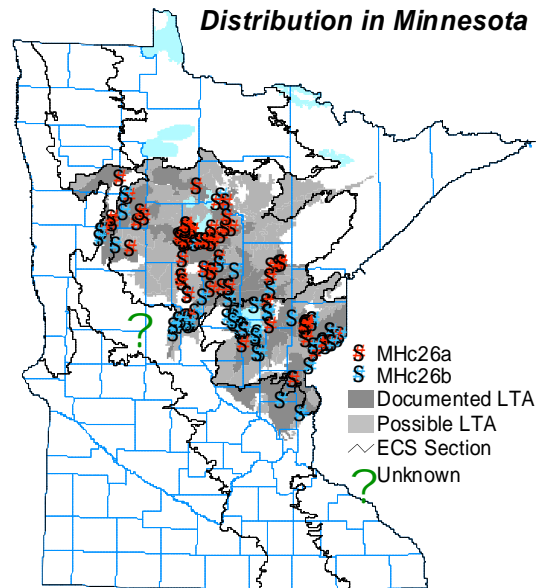 Distribution in Minnesota
?
MHc26a
MHc26b
Documented LTA
Possible LTA
ECS Section
? Unknown